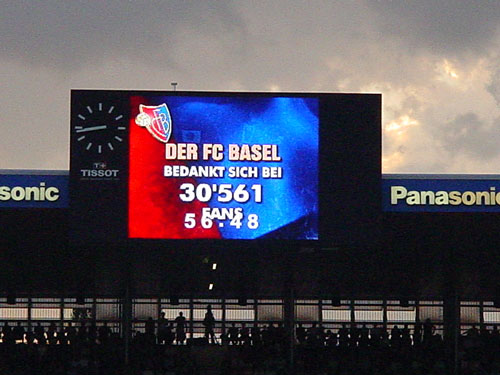 DER FC BASEL
BEDANKT SICH BEI
30'561
FANS
56:48
TISSOT
sonic
Panasonic